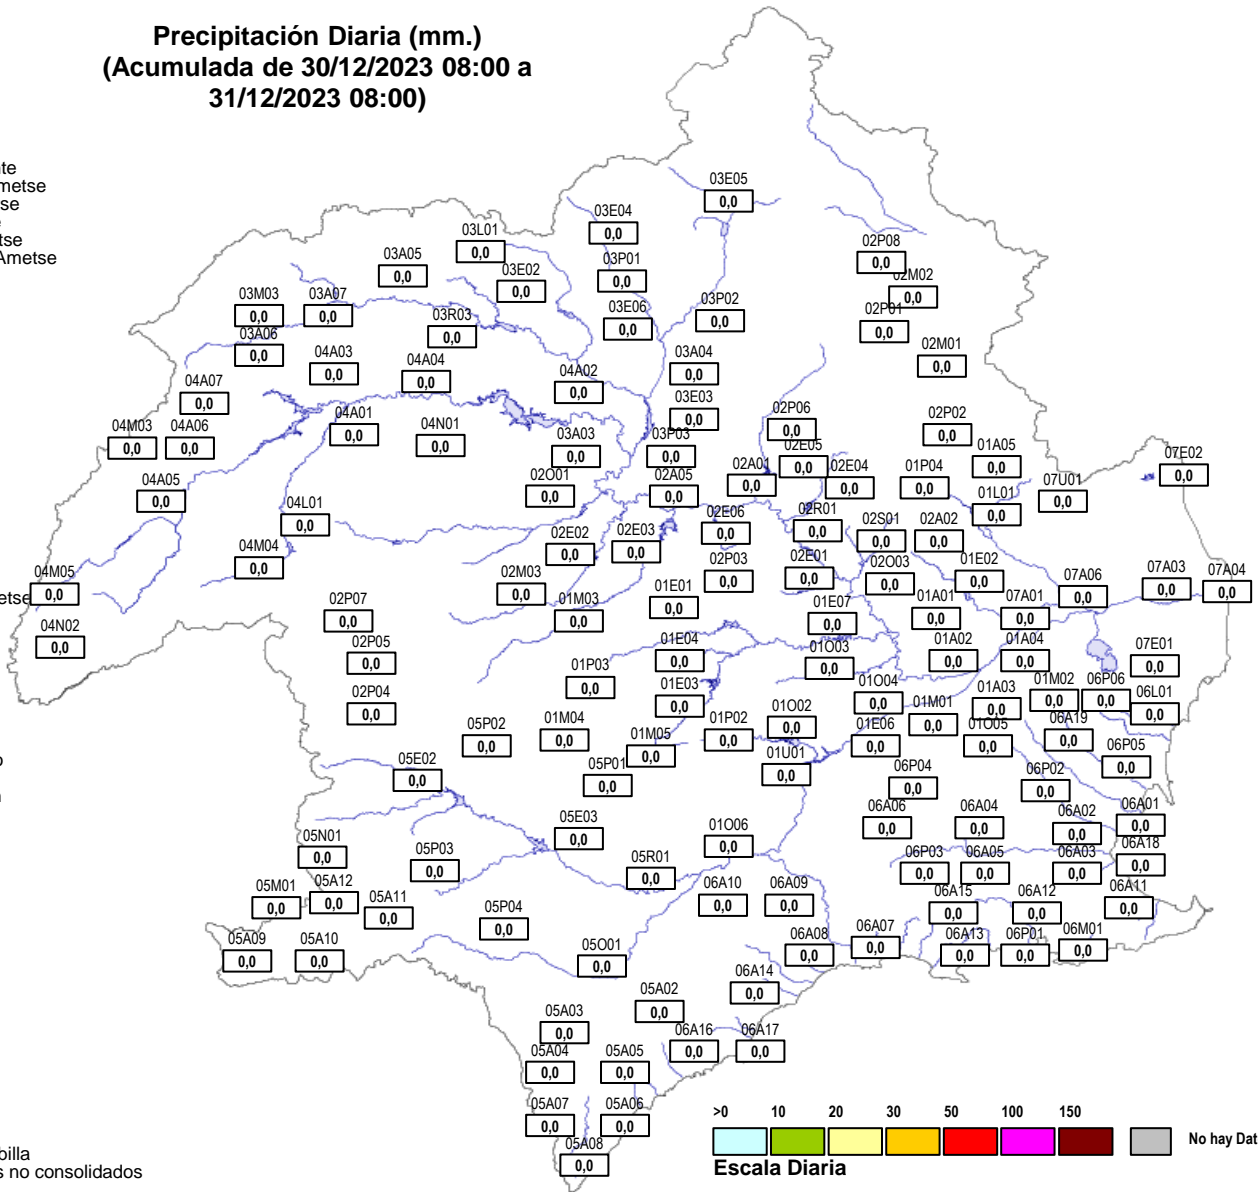 Precipitación Diaria (mm.)
(Acumulada de 30/12/2023 08:00 a
31/12/2023 08:00)
nte
metse
tse
e
tse
Ametse
03E05
0,0
03E04
0,0
03L01
0,0
03A05
0,0
03E02
0,0
03P01
0,0
02P08
0,0
02M02
0,0
03M03
0,0
03A07
0,0
03R03
0,0
03E06
0,0
03P02
0,0
02P01
0,0
03A06
0,0
04A03
0,0
04A04
0,0
04A02
0,0
03A04
0,0
02M01
0,0
04A07
0,0
03E03
0,0
04M03
0,0
04A06
0,0
04A01
0,0
04N01
0,0
03A03
0,0
03P03
0,0
02P06
0,0
02P02
0,0
02E05
0,0
01A05
0,0
07E02
0,0
04A05
0,0
02O01
0,0
02A05
0,0
02A01
0,0
02E04
0,0
01P04
0,0
07U01
0,0
01L01
0,0
04L01
0,0
02E06
0,0
02R01
0,0
02S01
0,0
02A02
0,0
02E02
0,0
02E03
0,0
04M04
0,0
02P03
0,0
02E01
0,0
02O03
0,0
01E02
0,0
04M05
0,0
etse
02M03
0,0
01E01
0,0
07A06
0,0
07A03
0,0
07A04
0,0
02P07
0,0
01M03
0,0
01E07
0,0
01A01
0,0
07A01
0,0
04N02
0,0
02P05
0,0
01E04
0,0
01O03
0,0
01A02
0,0
01A04
0,0
07E01
0,0
01P03
0,0
01E03
0,0
01O04
0,0
01A03
0,0
01M02
0,0
06P06
0,0
06L01
0,0
02P04
0,0
05P02
0,0
01M04
0,0
01M05
0,0
01P02
0,0
01O02
0,0
01M01
0,0
01E06
0,0
01O05
0,0
06A19
0,0
06P05
0,0
o
05E02
0,0
05P01
0,0
01U01
0,0
06P04
0,0
06P02
0,0
n
05E03
0,0
01O06
0,0
06A06
0,0
06A04
0,0
06A02
0,0
06A01
0,0
05N01
0,0
05P03
0,0
05R01
0,0
06P03
0,0
06A05
0,0
06A03
0,0
06A18
0,0
05M01
0,0
05A12
0,0
05A11
0,0
06A10
0,0
06A09
0,0
06A15
0,0
06A12
0,0
06A11
0,0
05A09
0,0
05A10
0,0
05P04
0,0
05O01
0,0
06A08
0,0
06A07
0,0
06A13
0,0
06P01
0,0
06M01
0,0
06A14
0,0
05A02
0,0
05A03
0,0
06A16
0,0
06A17
0,0
05A04
0,0
05A05
0,0
05A07
0,0
05A06
0,0
05A08
0,0
>0 10 20 30 50 100 150
No hay Dat
Escala Diaria
billa
s no consolidados